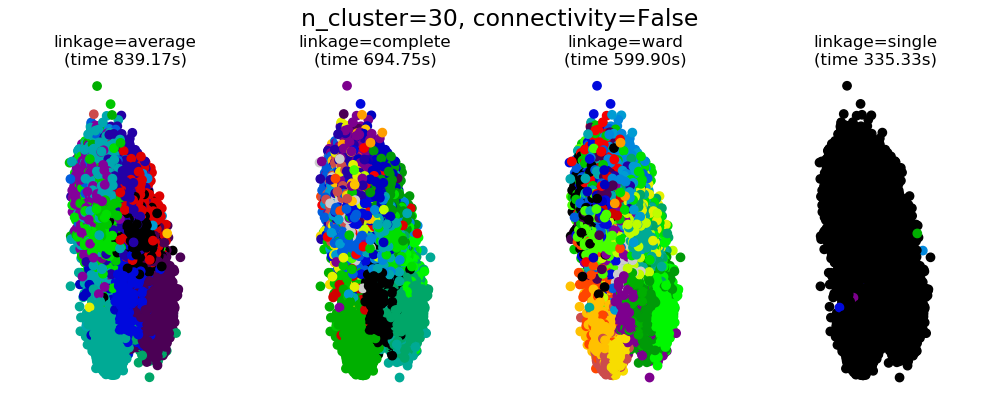 n_cluster=30, connectivity=False
linkage=average
(time 839.17s)
linkage=complete
(time 694.75s)
linkage=ward
(time 599.90s)
linkage=single
(time 335.33s)